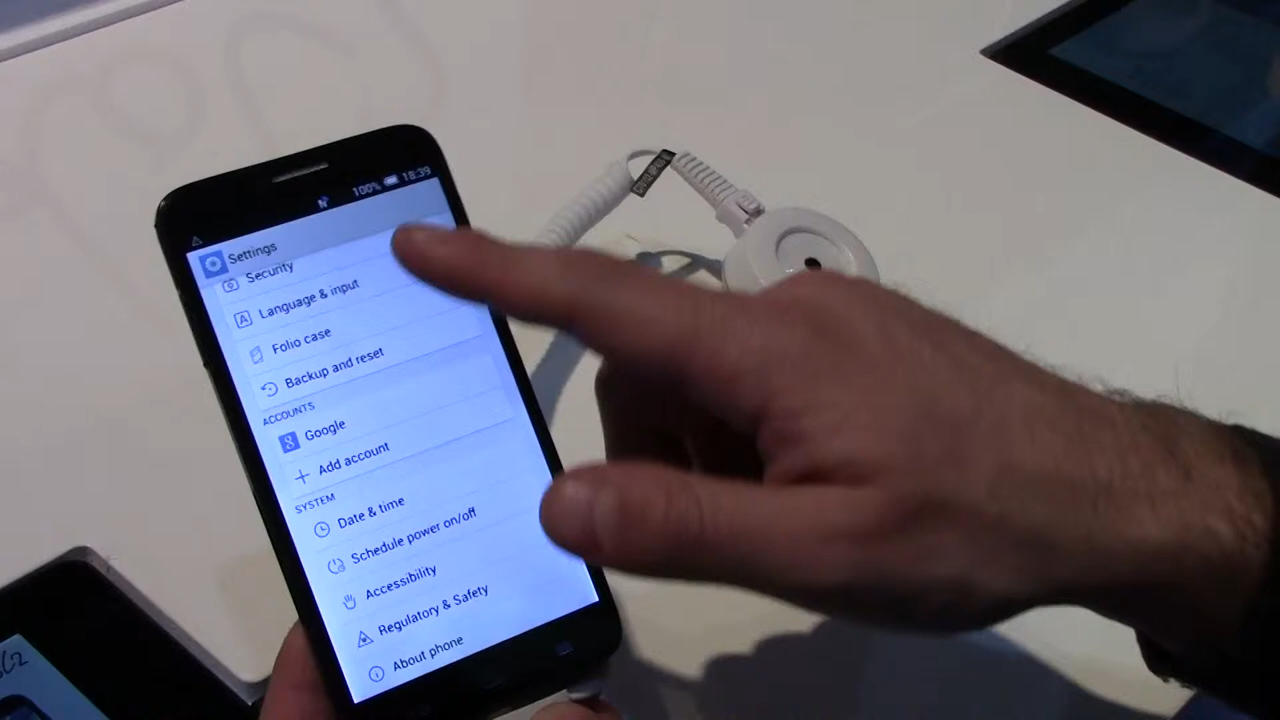 100% 18:39
Settings
Security
Language & input
Folio case
Backup and reset
ACCOUNTS
Google
Add account
SYSTEM
Date & time
Schedule power on/off
Accessibility
Regulatory & Safety
About phone